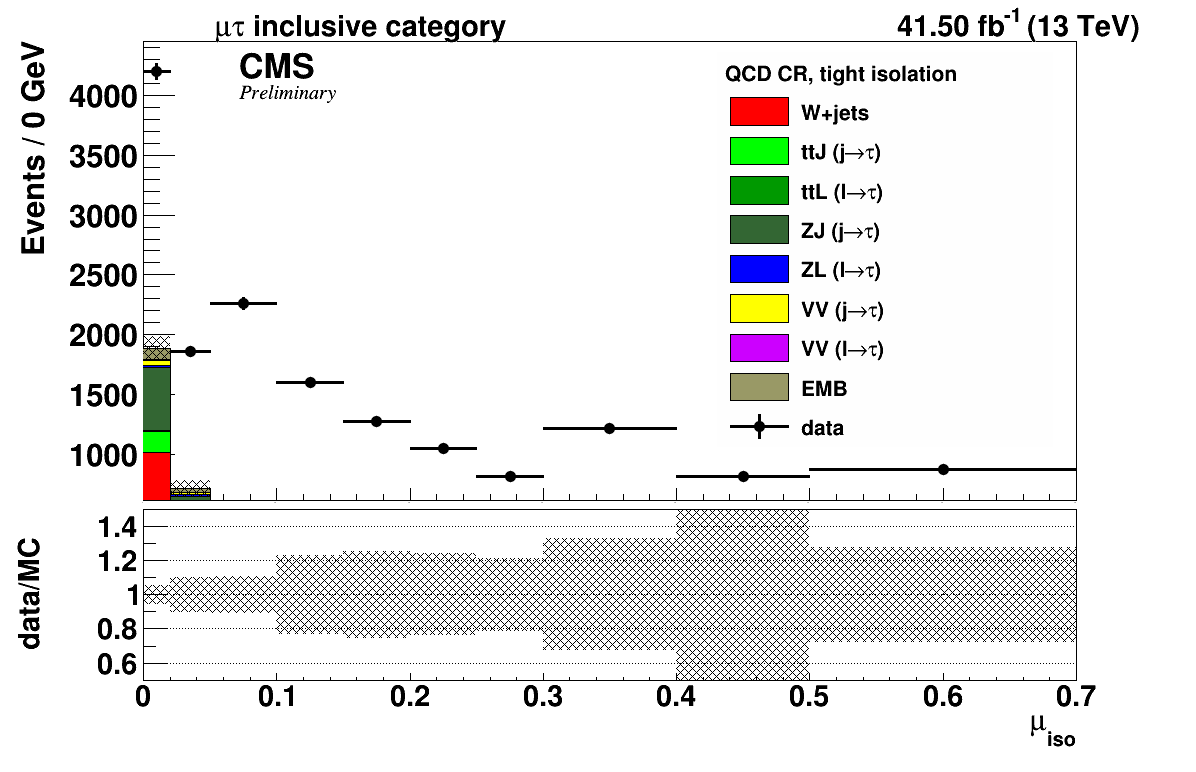 μτ inclusive category
41.50 fb-1 (13 TeV)
CMS
Preliminary
Events / 0 GeV
4000
3500
3000
2500
2000
1500
1000
QCD CR, tight isolation
W+jets
ttJ (j→τ)
ttL (l→τ)
ZJ (j→τ)
ZL (l→τ)
VV (j→τ)
VV (l→τ)
EMB
data
data/MC
1.4
1.2
1
0.8
0.6
0 0.1 0.2 0.3 0.4 0.5 0.6 0.7
μiso